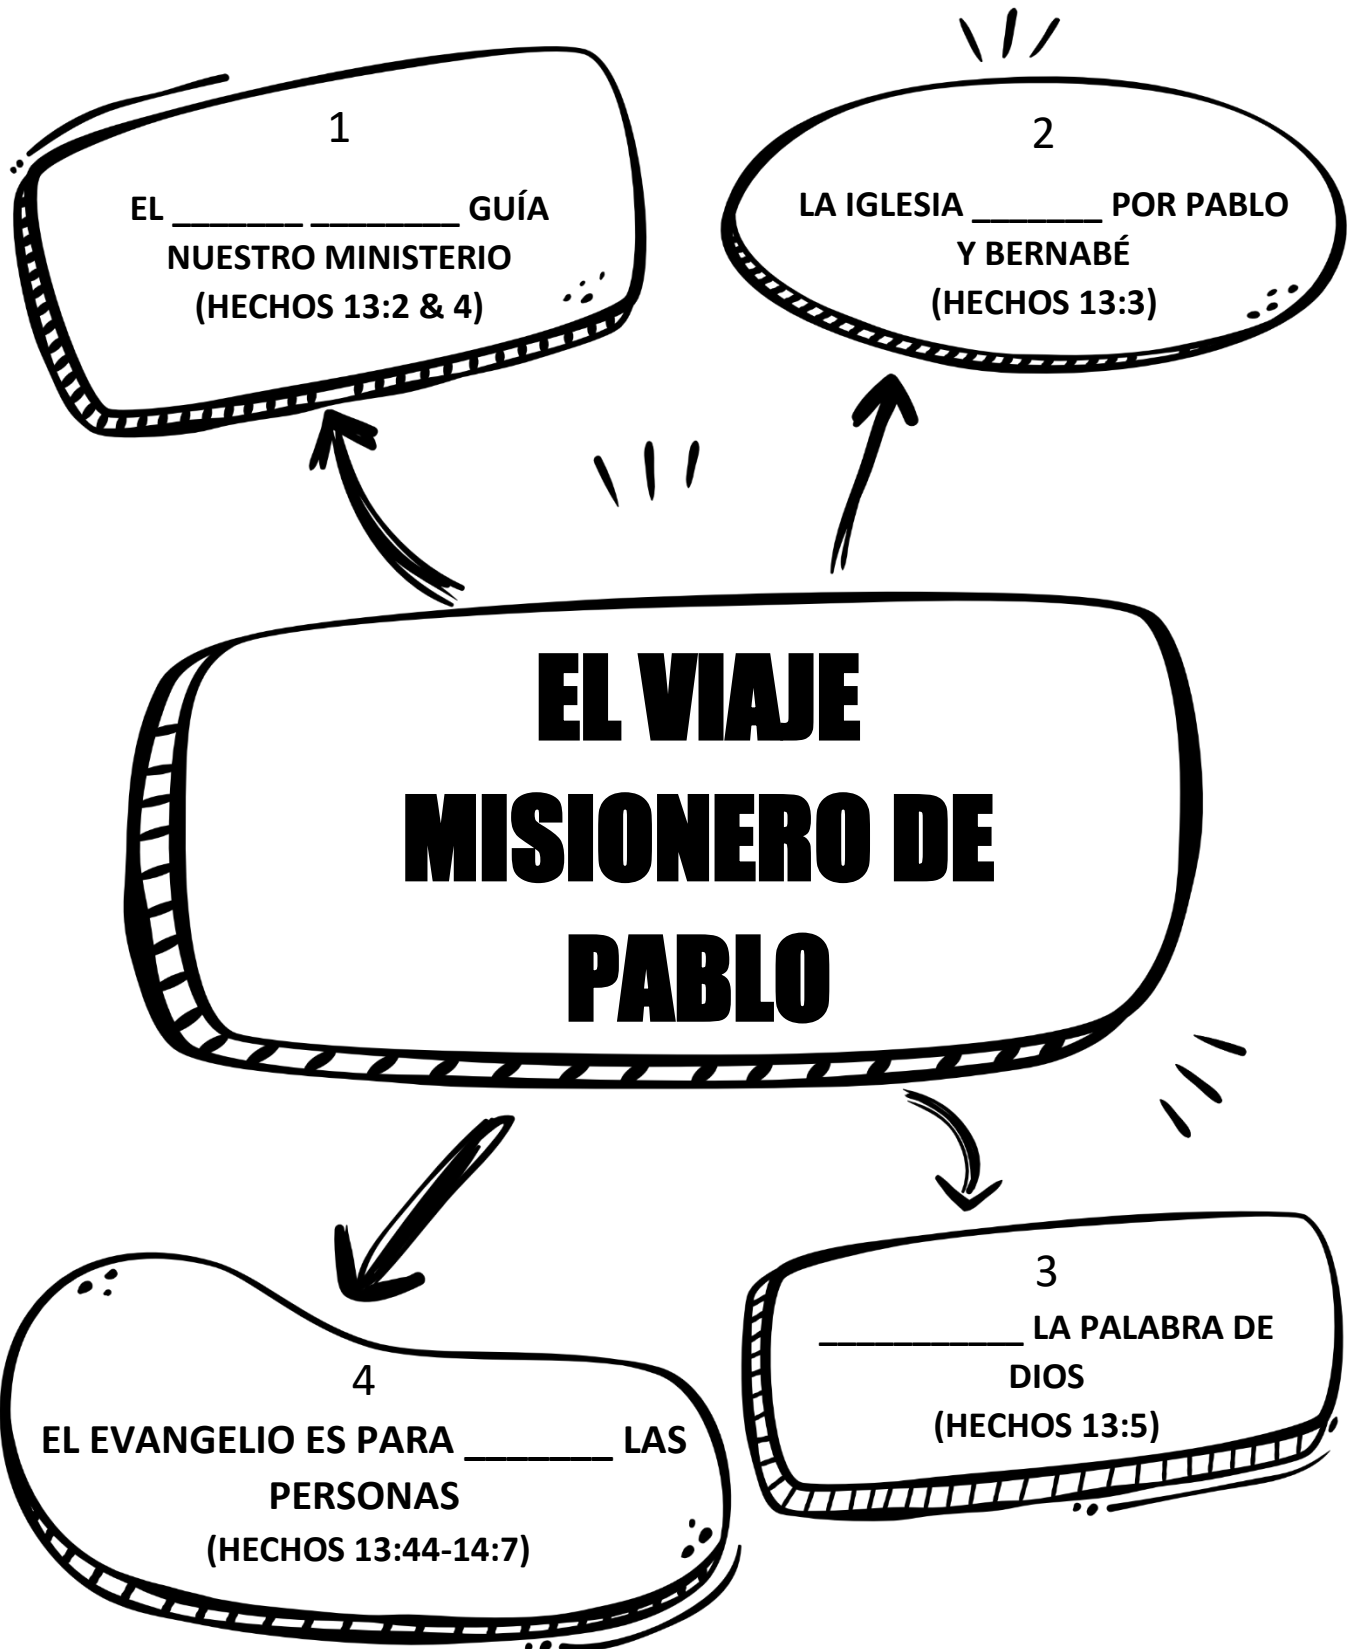 1
EL _______ ________ GUÍA
NUESTRO MINISTERIO
(HECHOS 13:2 & 4)
2
LA IGLESIA _______ POR PABLO
Y BERNABÉ
(HECHOS 13:3)
EL VIAJE
MISIONERO DE
PABLO
3
___________ LA PALABRA DE
DIOS
(HECHOS 13:5)
4
EL EVANGELIO ES PARA _______ LAS
PERSONAS
(HECHOS 13:44-14:7)